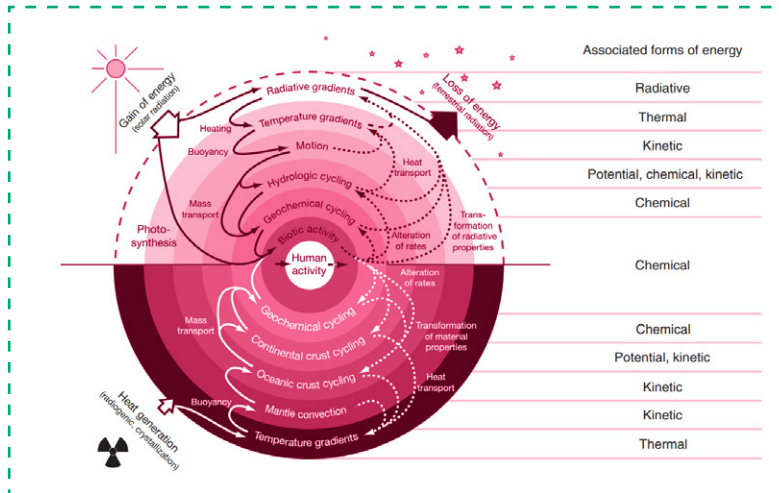 Associated forms of energy
Gain of energy
(solar radiation)
Loss of energy
(terrestrial radiation)
Radiative gradients
Radiative
Temperature gradients
Thermal
Heating
Buoyancy
Motion
Kinetic
Heat
transport
Hydrologic cycling
Potential, chemical, kinetic
Mass
transport
Geochemical cycling
Chemical
Photo-
synthesis
Biotic activity
Alteration
of rates
Trans-
formation
of radiative
properties
Human
activity
Chemical
Alteration
of rates
Geochemical cycling
Chemical
Mass
transport
Continental crust cycling
Transformation
of material
properties
Potential, kinetic
Oceanic crust cycling
Heat
transport
Kinetic
Buoyancy
Mantle convection
Kinetic
Heat generation
(radiogenic, crystallization)
Temperature gradients
Thermal